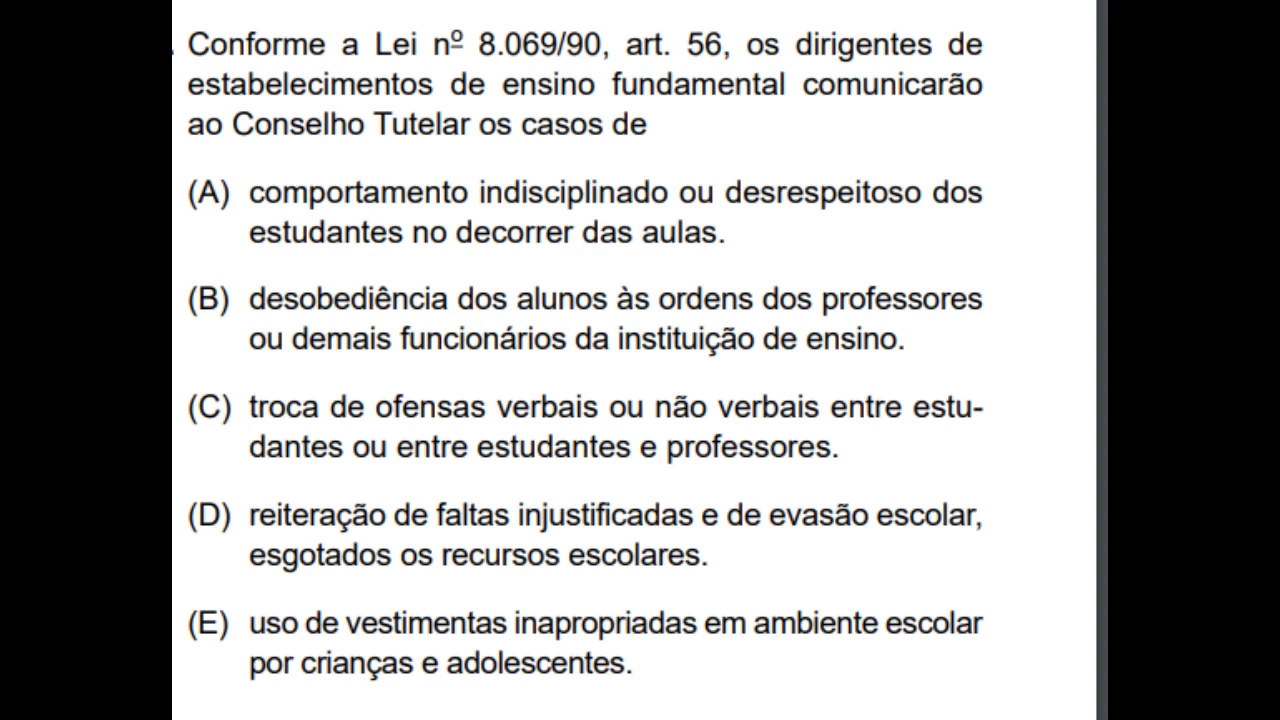 Conforme a Lei nº 8.069/90, art. 56, os dirigentes de
estabelecimentos de ensino fundamental comunicarão
ao Conselho Tutelar os casos de
(A) comportamento indisciplinado ou desrespeitoso dos
estudantes no decorrer das aulas.
(B) desobediência dos alunos às ordens dos professores
ou demais funcionários da instituição de ensino.
(C) troca de ofensas verbais ou não verbais entre estu-
dantes ou entre estudantes e professores.
(D) reiteração de faltas injustificadas e de evasão escolar,
esgotados os recursos escolares.
(E) uso de vestimentas inapropriadas em ambiente escolar
por crianças e adolescentes.